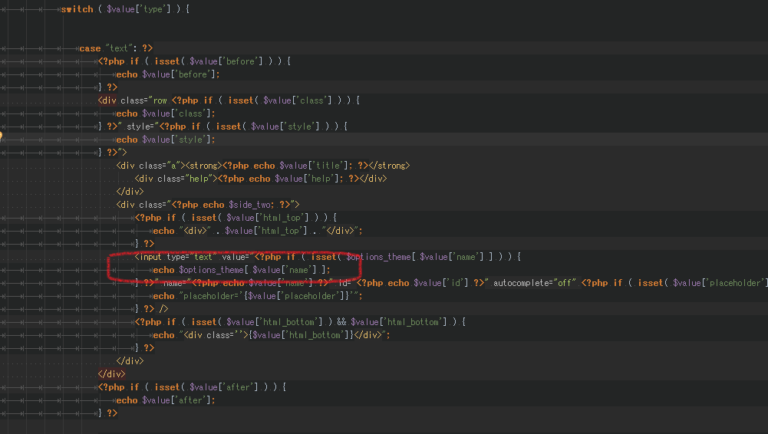 switch ( $value['type'] ) {
case "text": ?>
<?php if ( isset( $value['before'] ) ) {
echo $value['before'];
} ?>
<div class="row <?php if ( isset( $value['class'] ) ) {
echo $value['class'];
} ?>" style="<?php if ( isset( $value['style'] ) ) {
echo $value['style'];
} ?>">
<div class="a"><strong><?php echo $value['title']; ?></strong>
<div class="help"><?php echo $value['help']; ?></div>
</div>
<div class="<?php echo $side_two; ?>">
<?php if ( isset( $value['html_top'] ) ) {
echo "<div>" . $value['html_top'] . "</div>";
} ?>
<input type="text" value="<?php if ( isset( $options_theme[ $value['name'] ] ) ) {
echo $options_theme[ $value['name'] ];
} ?>" name="<?php echo $value['name'] ?>" id="<?php echo $value['id'] ?>" autocomplete="off" <?php if ( isset( $value['placeholder']
echo "placeholder='{$value['placeholder']}'";
} ?> />
<?php if ( isset( $value['html_bottom'] ) && $value['html_bottom'] ) {
echo "<div class=''>{$value['html_bottom']}</div>";
} ?>
</div>
</div>
<?php if ( isset( $value['after'] ) ) {
echo $value['after'];
} ?>